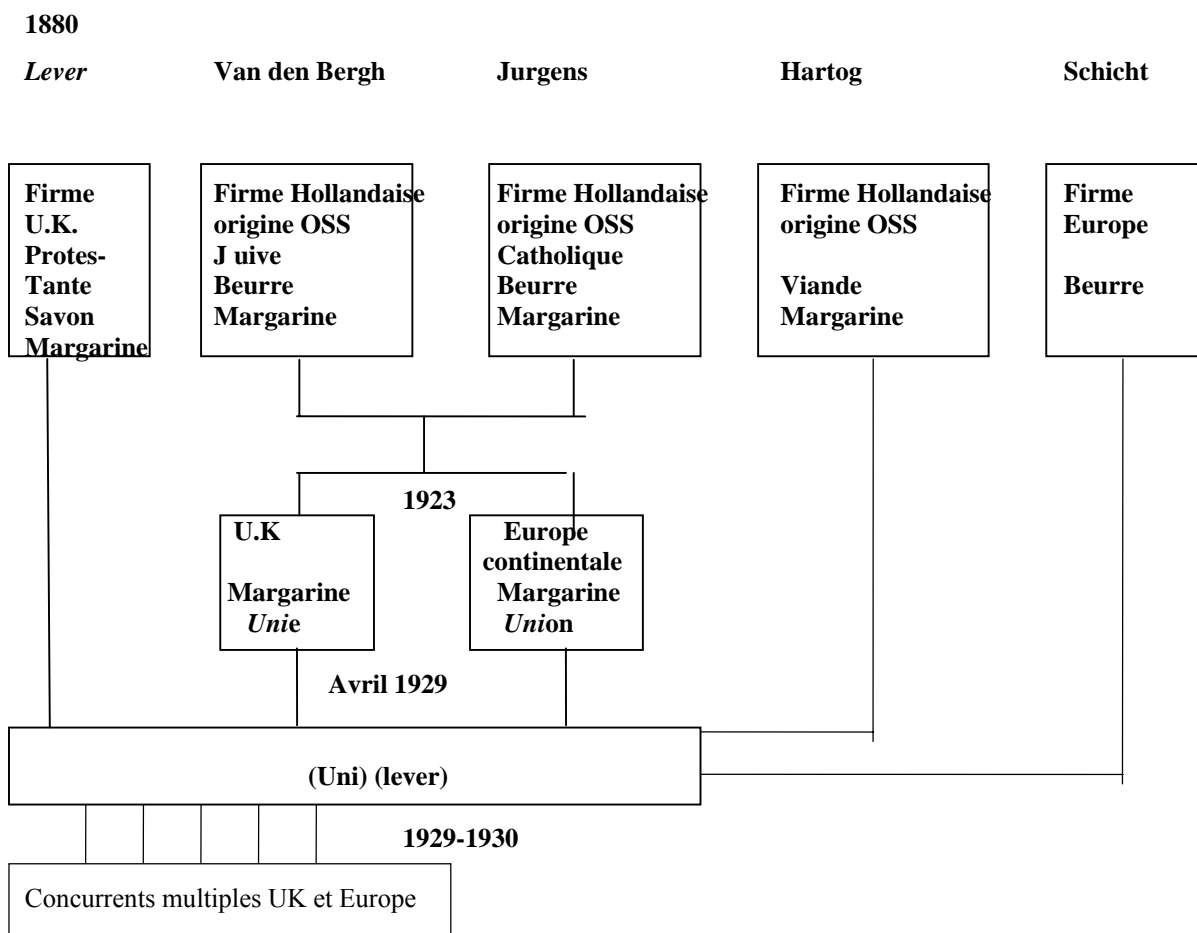 1880
Lever
Van den Bergh
Jurgens
Hartog
Schicht
Firme
U.K.
Protes-
Tante
Savon
Margarine
Firme Hollandaise
origine OSS
J uive
Beurre
Margarine
Firme Hollandaise
origine OSS
Catholique
Beurre
Margarine
Firme Hollandaise
origine OSS
Viande
Margarine
Firme
Europe
Beurre
1923
U.K
Margarine
Unie
Europe
continentale
Margarine
Union
Avril 1929
(Uni) (lever)
1929-1930
Concurrents multiples UK et Europe